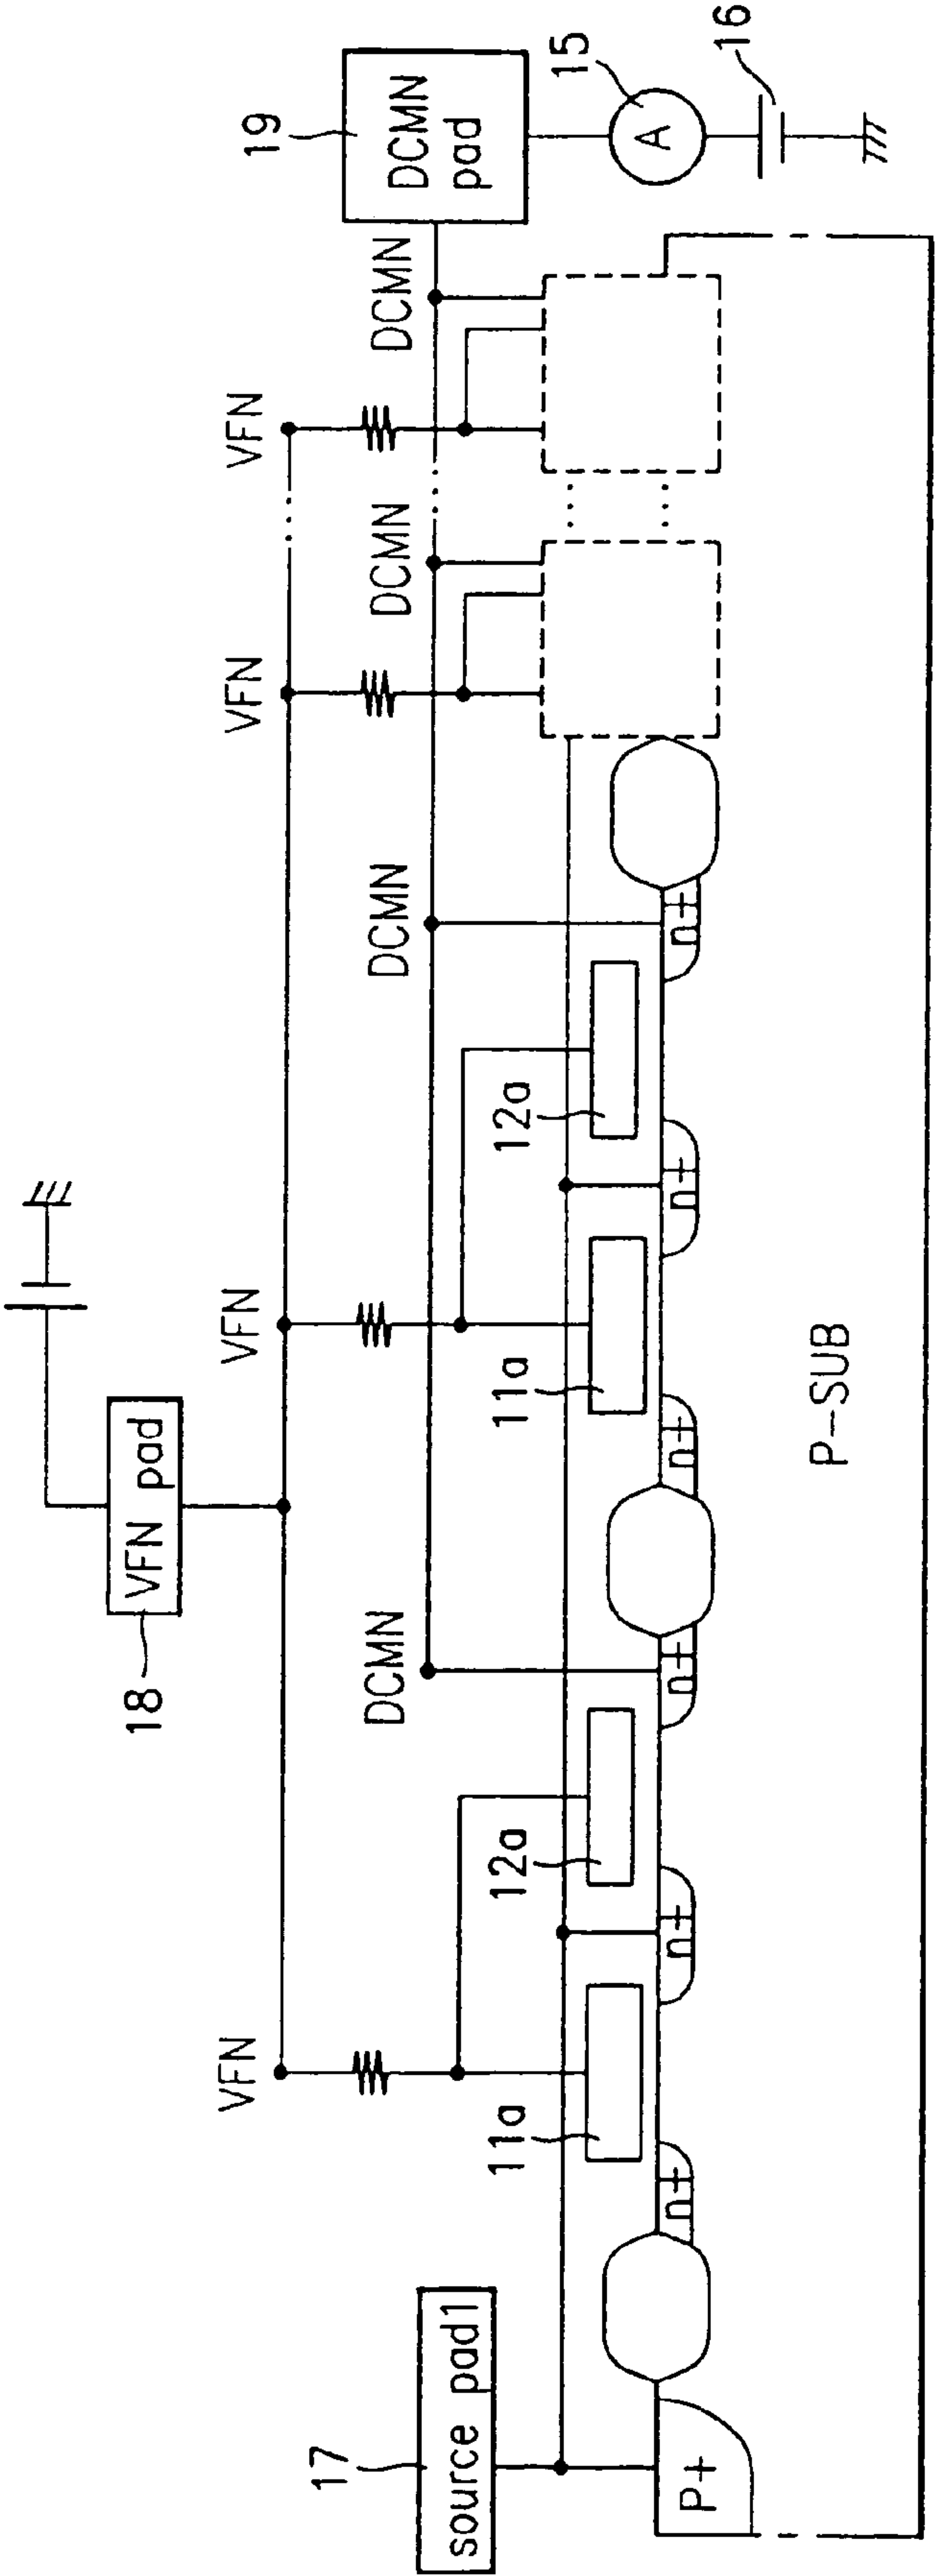 18
VFN pad
VFN
VFN
VFN
VFN
17
source pad1
DCMN
DCMN
DCMN
DCMN
19
DCMN
pad
11a
12a
11a
12a
A
15
16
P+
n+
n+
n+
n+
n+
n+
P-SUB